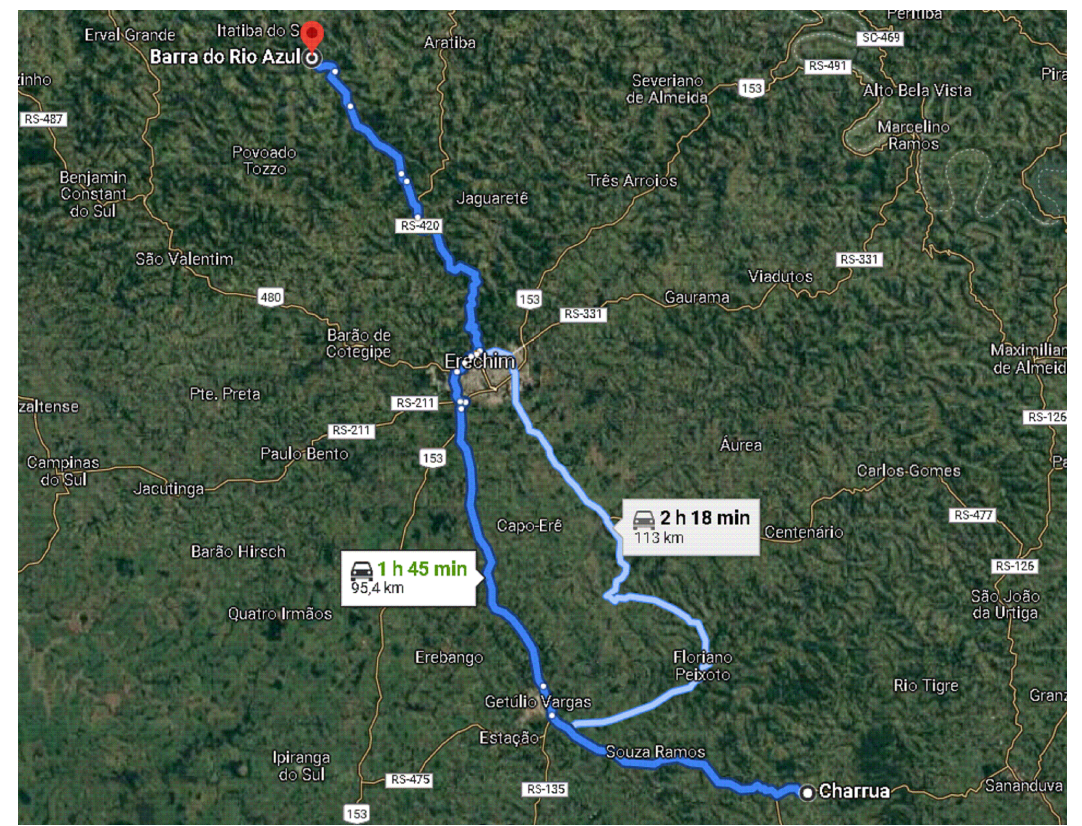 Peritiba
Erval Grande
Itatiba do S
SC-469
Aratiba
Barra do Rio Azul
RS-491
Pira
zinho
Severiano
de Almeida
153
Alto Bela Vista
RS-487
Marcelino
Ramos
Povoado
Tozzo
Benjamin
Constant
do Sul
Três Arroios
Jaguaretê
RS-420
São Valentim
RS-331
Viadutos
480
153
Gaurama
RS-331
Barão de
Cotegipe
Erechim
Maximilian
de Almeid
Pte. Preta
RS-211
zaltense
RS-126
RS-211
Áurea
Paulo Bento
153
Campinas
do Sul
Pa
Carlos Gomes
Jacutinga
2 h 18 min
113 km
RS-477
Capo-Erê
Centenário
Barão Hirsch
1 h 45 min
95,4 km
RS-126
São João
da Urtiga
Quatro Irmãos
Erebango
Floriano
Peixoto
Rio Tigre
Granz
Getúlio Vargas
Estação
Souza Ramos
Ipiranga
do Sul
RS-475
RS-135
Charrua
Sananduva
153